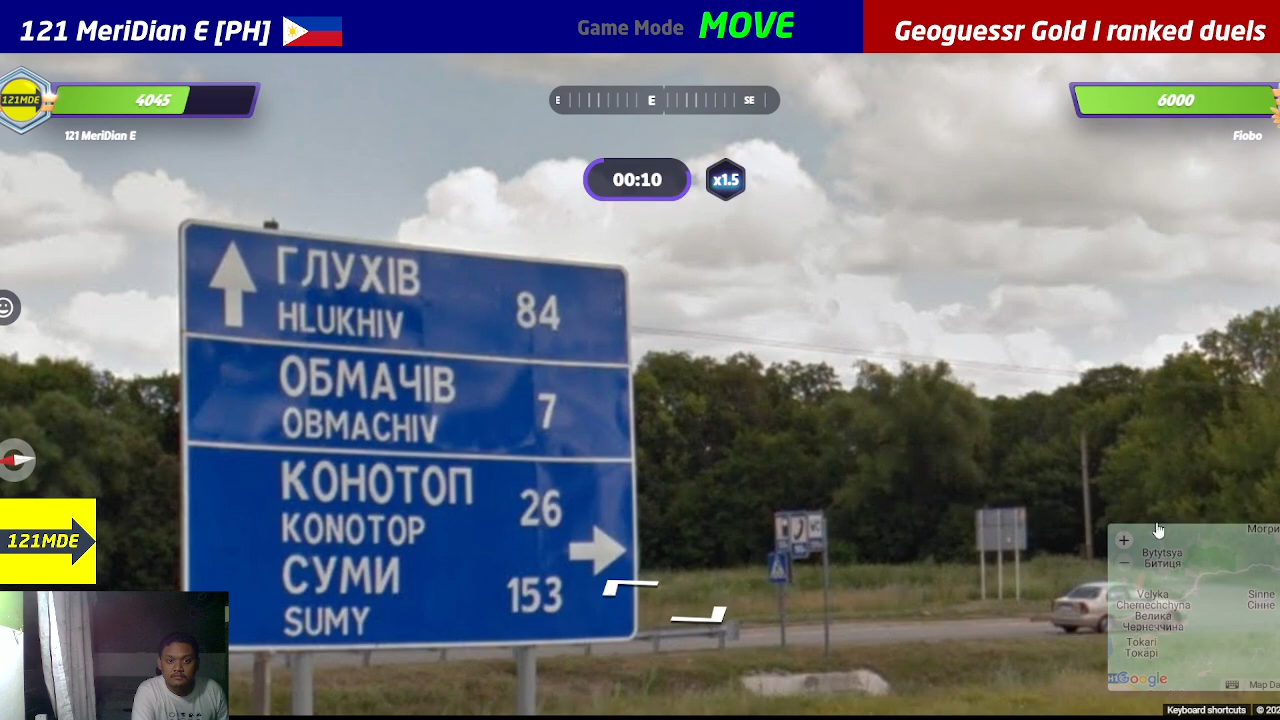 121 MeriDian E [PH]
Game Mode MOVE
Geoguessr Gold I ranked duels
121MDE
4045
121 MeriDian E
E E SE
6000
Fiobo
00:10
x1.5
ГЛУХІВ
HLUKHIV
84
ОБМАЧІВ
OBMACHIV
7
КОНОТОП
KONOTOP
26
СУМИ
SUMY
153
121MDE
Bytytsya
Битиця
Velyka
Chernechchyna
Велика
Чернеччина
Sinne
Сінне
Tokari
Токарі
Google
Map Da
Keyboard shortcuts